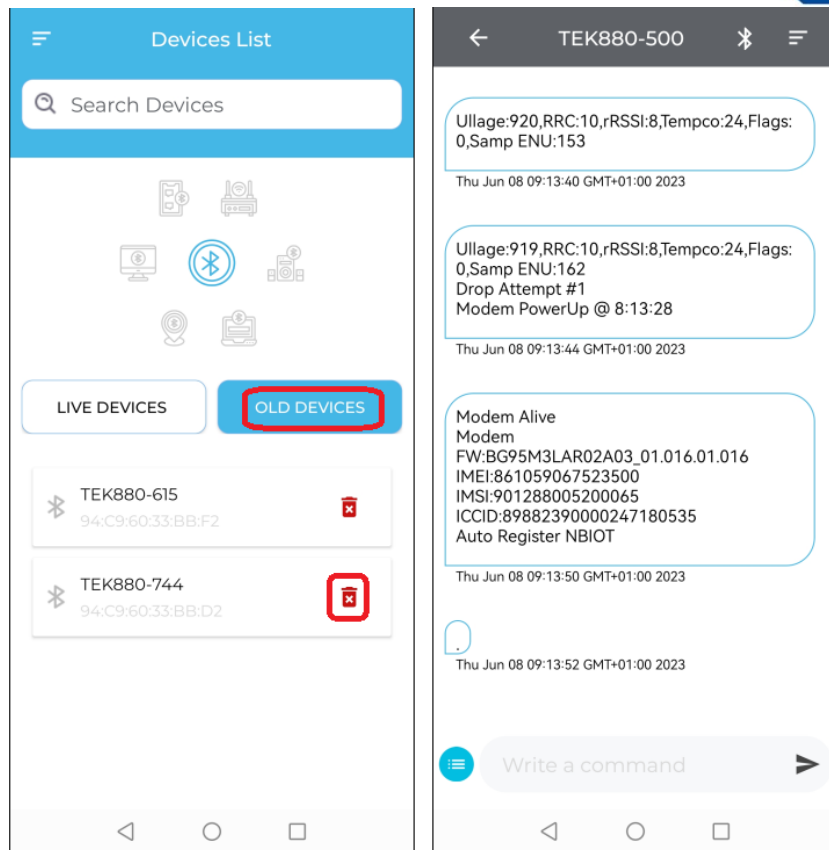 Devices List
Search Devices
LIVE DEVICES
OLD DEVICES
TEK880-615
94:C9:60:33:BB:F2
TEK880-744
94:C9:60:33:BB:D2
TEK880-500
Ullage:920,RRC:10,rRSSI:8,Tempco:24,Flags:
0,Samp ENU:153
Thu Jun 08 09:13:40 GMT+01:00 2023
Ullage:919,RRC:10,rRSSI:8,Tempco:24,Flags:
0,Samp ENU:162
Drop Attempt #1
Modem PowerUp @ 8:13:28
Thu Jun 08 09:13:44 GMT+01:00 2023
Modem Alive
Modem
FW:BG95M3LAR02A03_01.016.01.016
IMEI:861059067523500
IMSI:901288005200065
ICCID:89882390000247180535
Auto Register NBIOT
Thu Jun 08 09:13:50 GMT+01:00 2023
.
Thu Jun 08 09:13:52 GMT+01:00 2023
Write a command